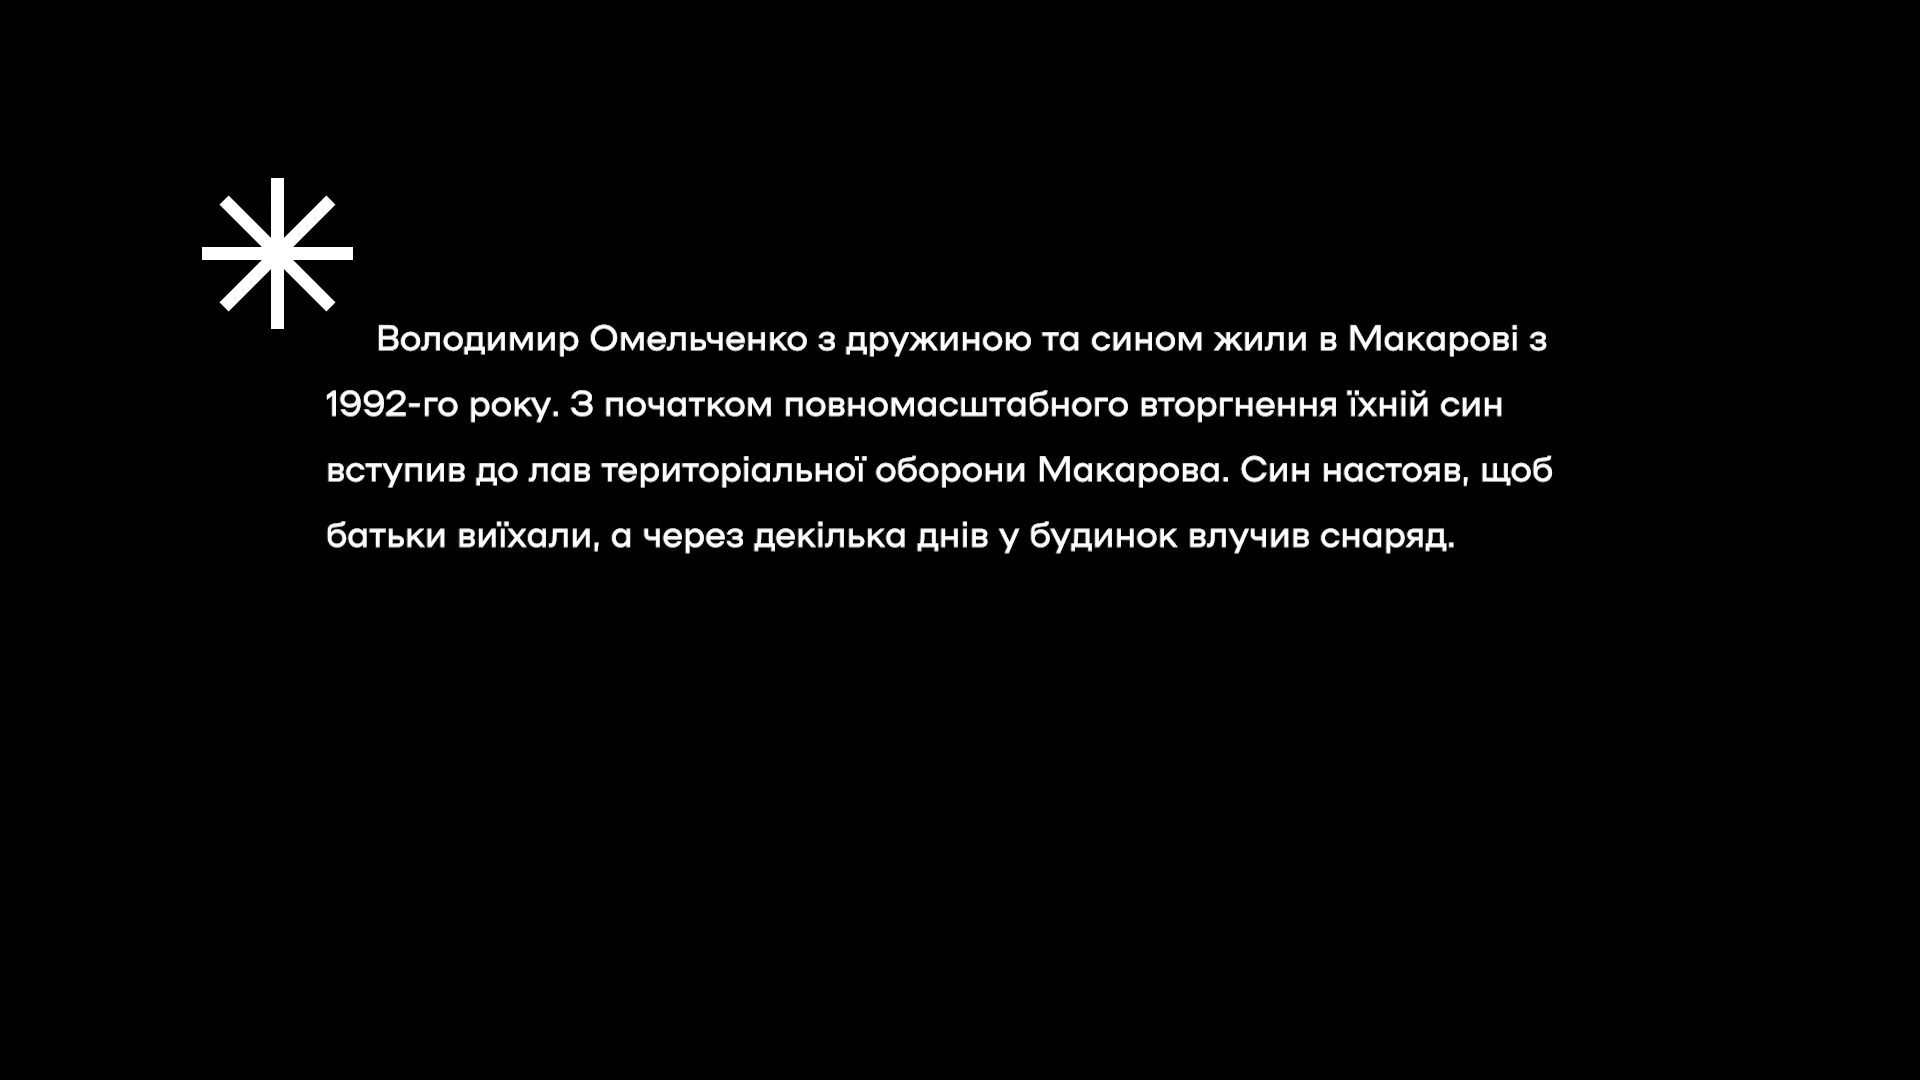 Володимир Омельченко з дружиною та сином жили в Макарові з
1992-го року. З початком повномасштабного вторгнення їхній син
вступив до лав територіальної оборони Макарова. Син настояв, щоб
батьки виїхали, а через декілька днів у будинок влучив снаряд.